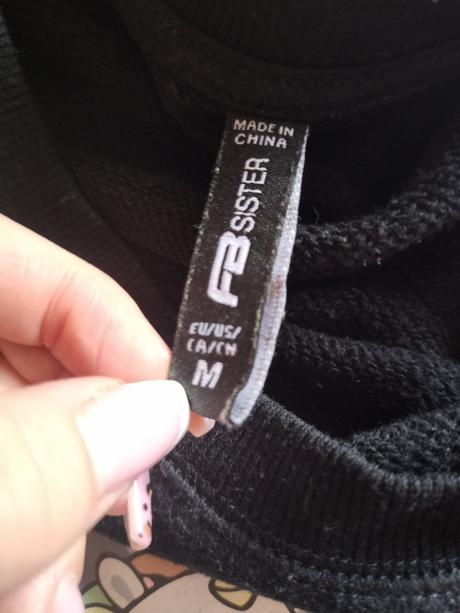 MADE IN
CHINA
FB SISTER
EU/US/
CA/CN
M